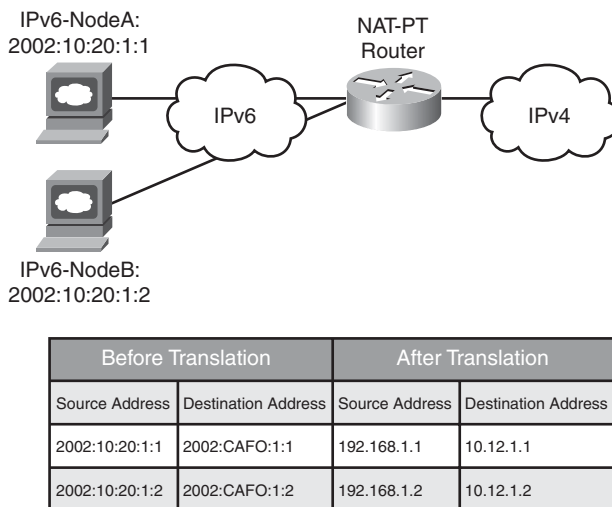 IPv6-NodeA:
2002:10:20:1:1
NAT-PT
Router
IPv6
IPv4
IPv6-NodeB:
2002:10:20:1:2
Before Translation After Translation
Source Address Destination Address Source Address Destination Address
2002:10:20:1:1 2002:CAFO:1:1 192.168.1.1 10.12.1.1
2002:10:20:1:2 2002:CAFO:1:2 192.168.1.2 10.12.1.2